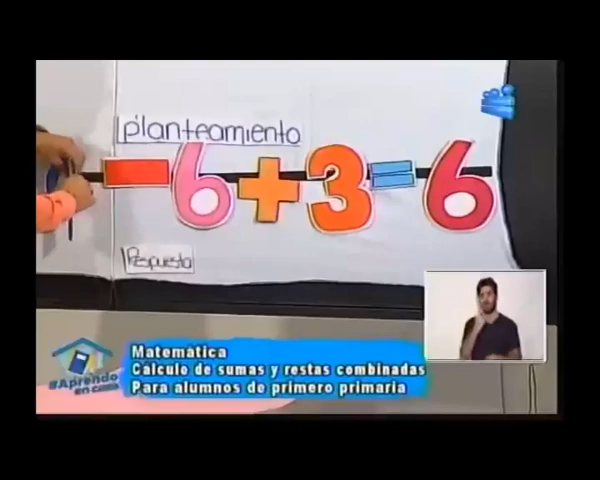 planteamiento
- 6 + 3 = 6
Respuesta
Matemática
Cálculo de sumas y restas combinadas
Para alumnos de primero primaria
#Aprendo
en casa